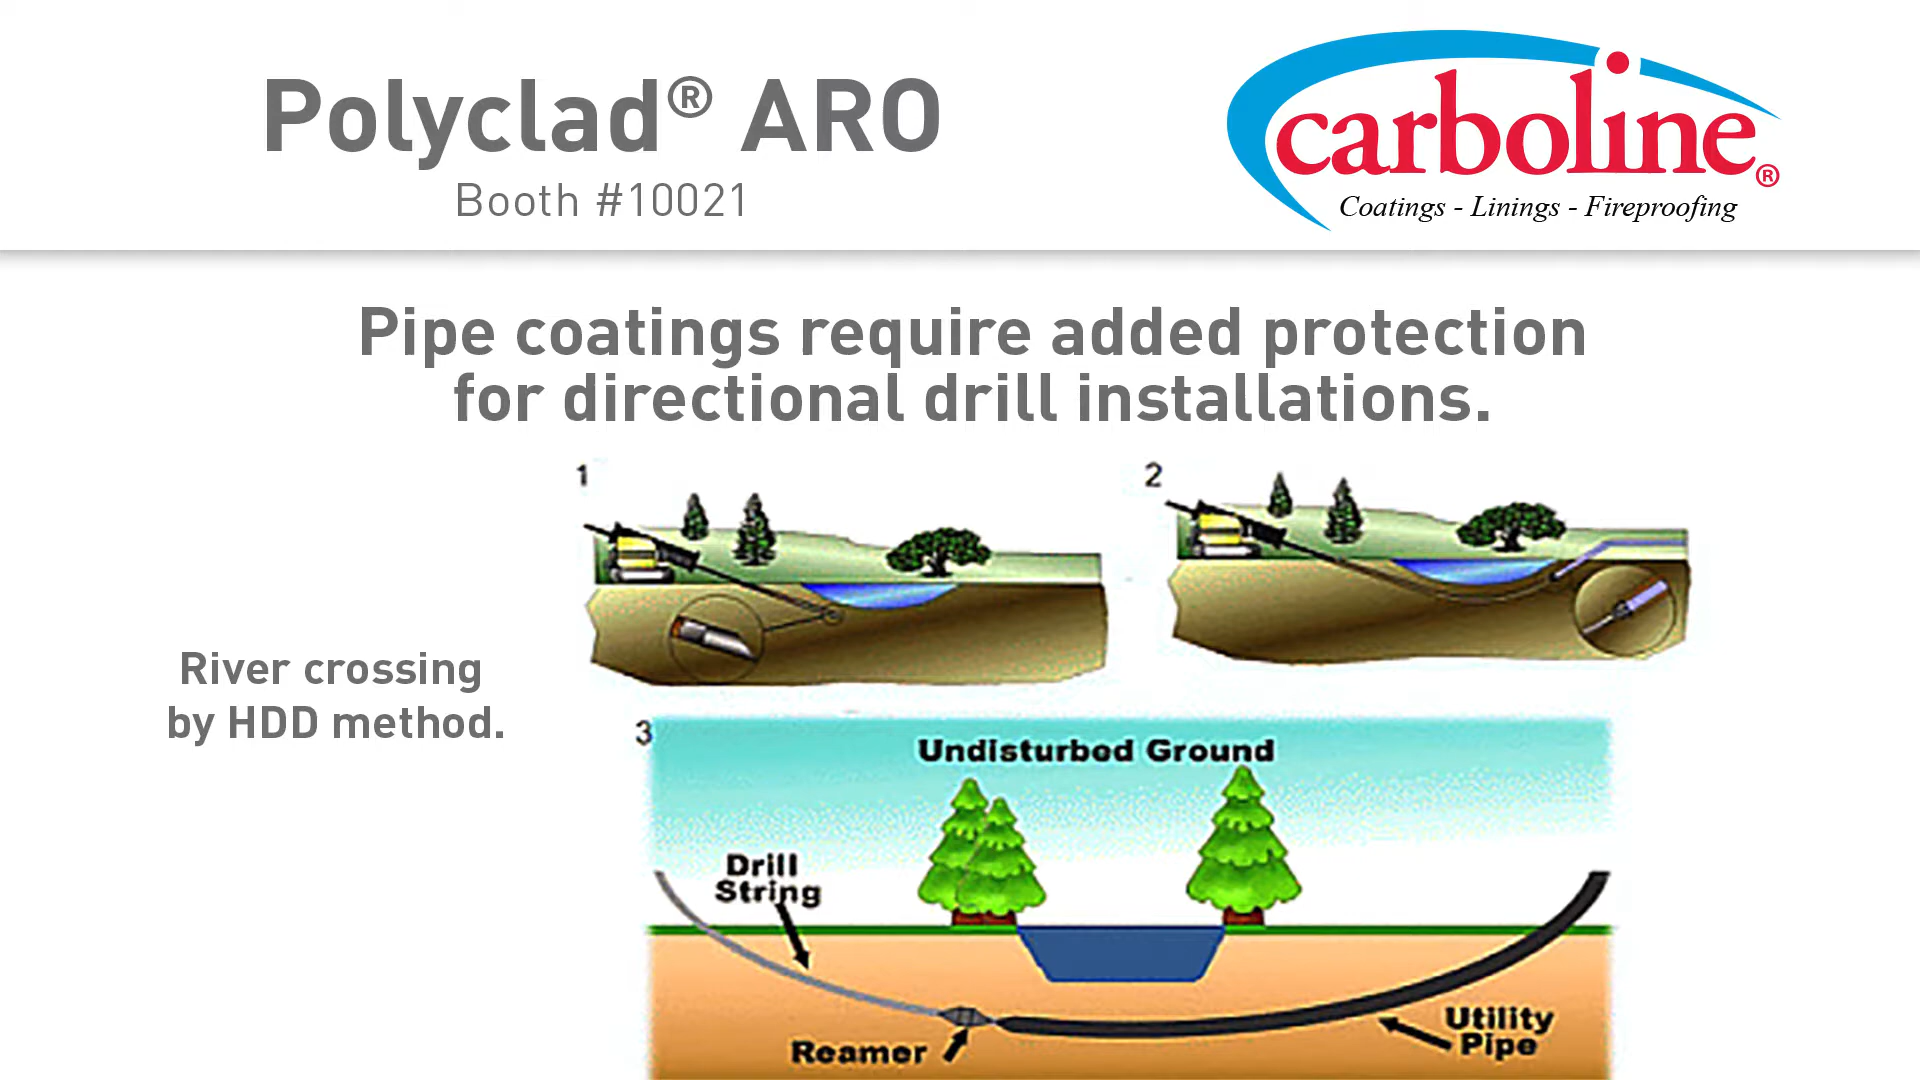 Polyclad® ARO
Booth #10021
carboline®
Coatings - Linings - Fireproofing
Pipe coatings require added protection
for directional drill installations.
River crossing
by HDD method.
1
2
3
Undisturbed Ground
Drill
String
Reamer
Utility
Pipe